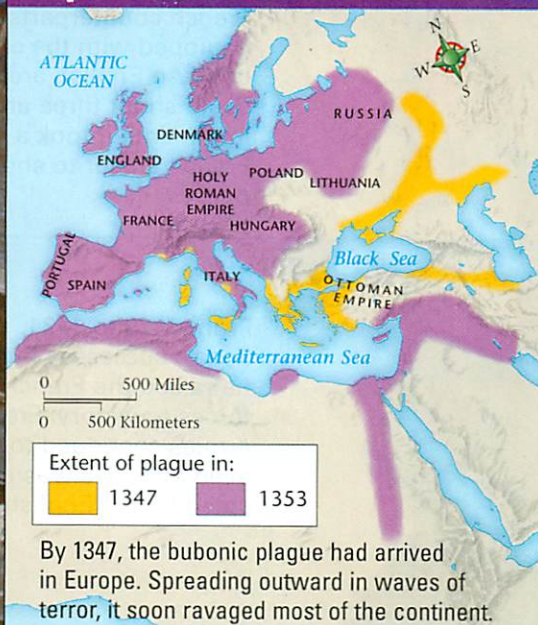 N
W E
S
ATLANTIC
OCEAN
RUSSIA
DENMARK
ENGLAND
HOLY
ROMAN
EMPIRE
POLAND
LITHUANIA
FRANCE
HUNGARY
PORTUGAL
SPAIN
ITALY
Black Sea
OTTOMAN
EMPIRE
Mediterranean Sea
0 500 Miles
0 500 Kilometers
Extent of plague in:
1347 1353
By 1347, the bubonic plague had arrived
in Europe. Spreading outward in waves of
terror, it soon ravaged most of the continent.